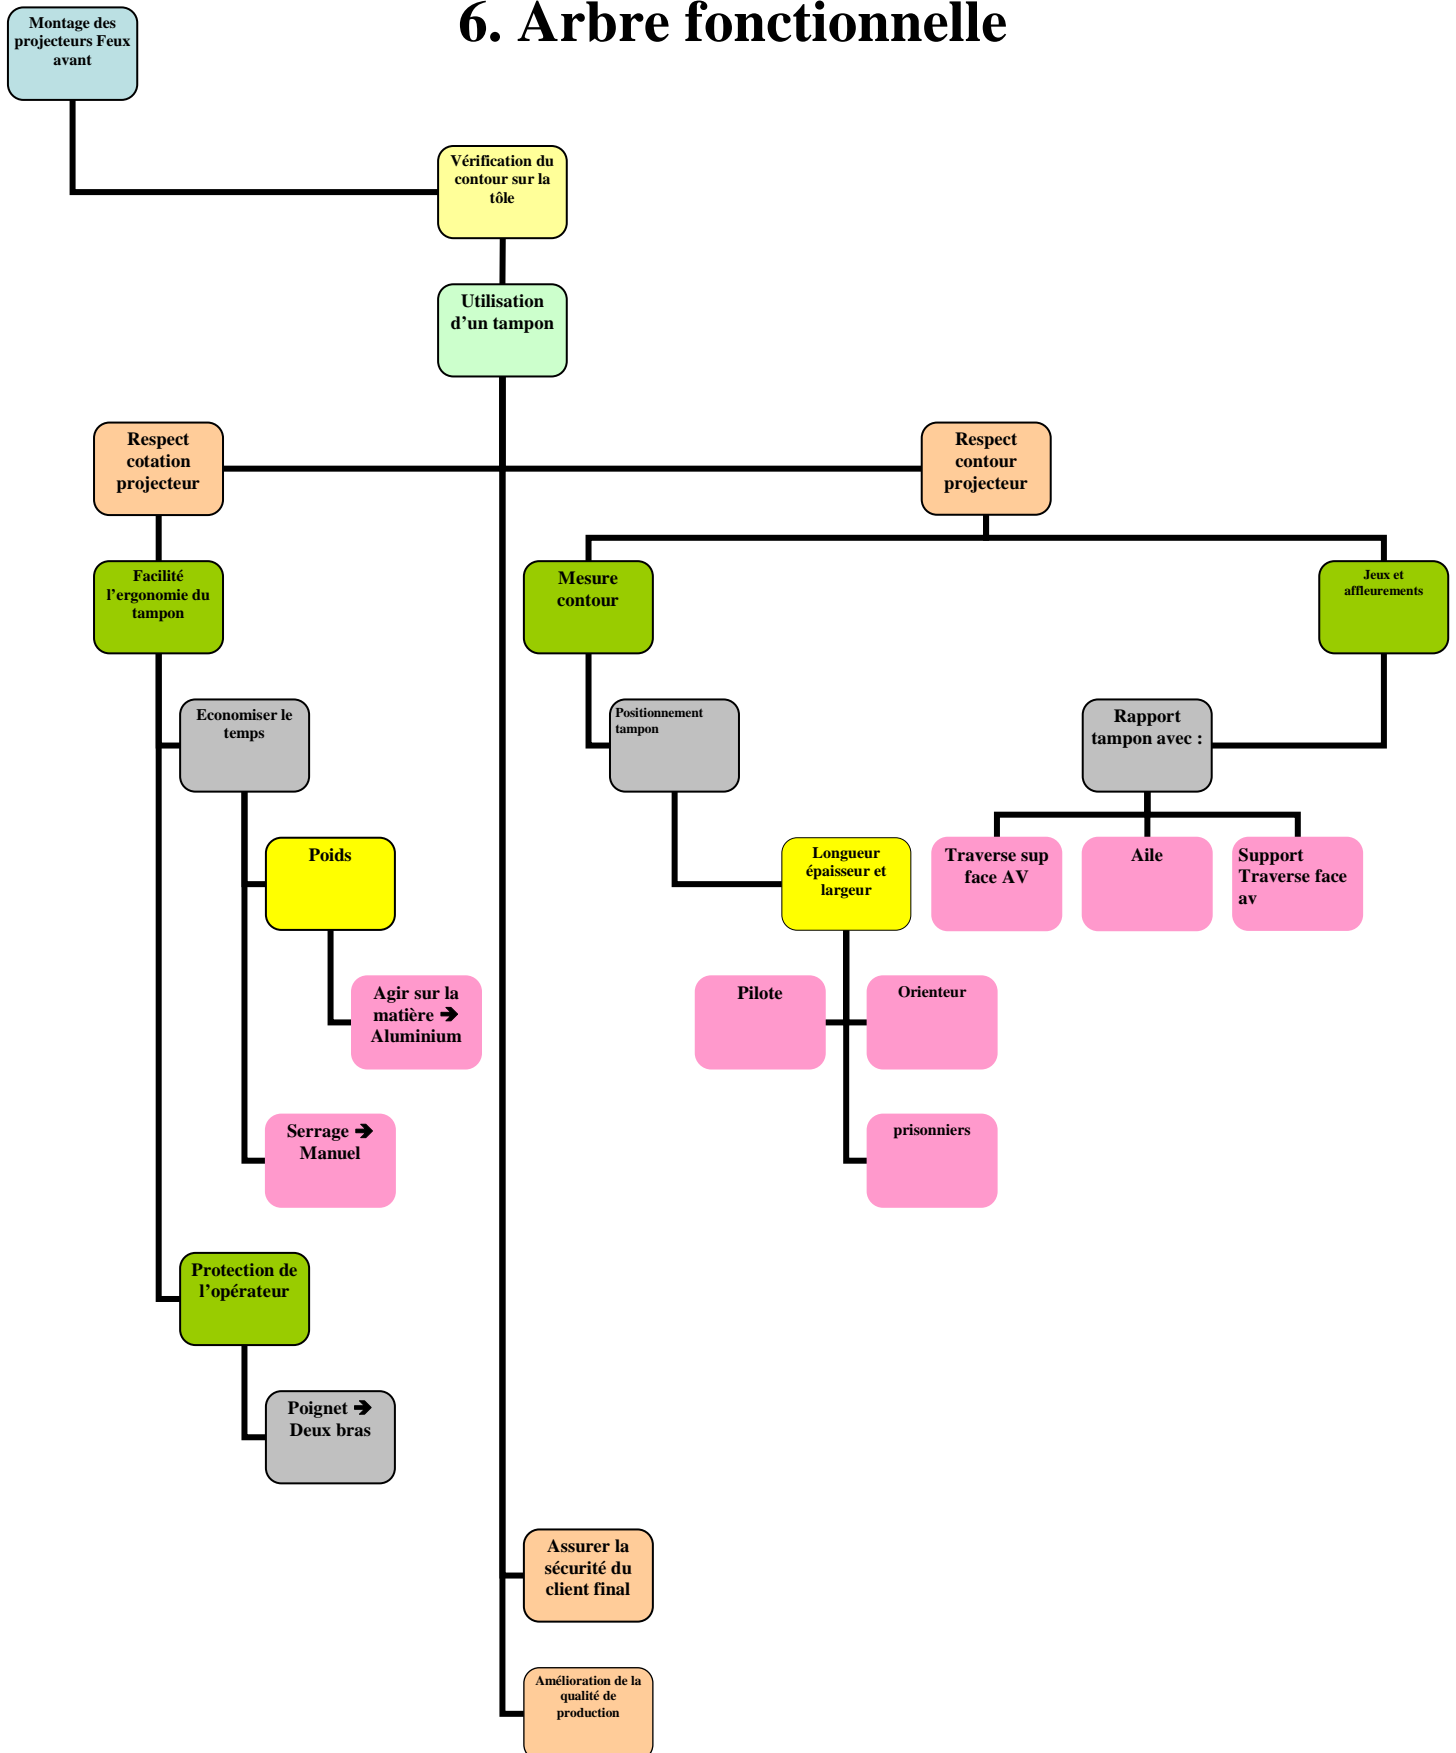 6. Arbre fonctionnelle
Montage des
projecteurs Feux
avant
Vérification du
contour sur la
tôle
Utilisation
d’un tampon
Respect
cotation
projecteur
Respect
contour
projecteur
Facilité
l’ergonomie du
tampon
Mesure
contour
Jeux et
affleurements
Economiser le
temps
Positionnement
tampon
Rapport
tampon avec :
Poids
Longueur
épaisseur et
largeur
Traverse sup
face AV
Aile
Support
Traverse face
av
Agir sur la
matière ➔
Aluminium
Pilote
Orienteur
Serrage ➔
Manuel
prisonniers
Protection de
l’opérateur
Poignet ➔
Deux bras
Assurer la
sécurité du
client final
Amélioration de la
qualité de
production